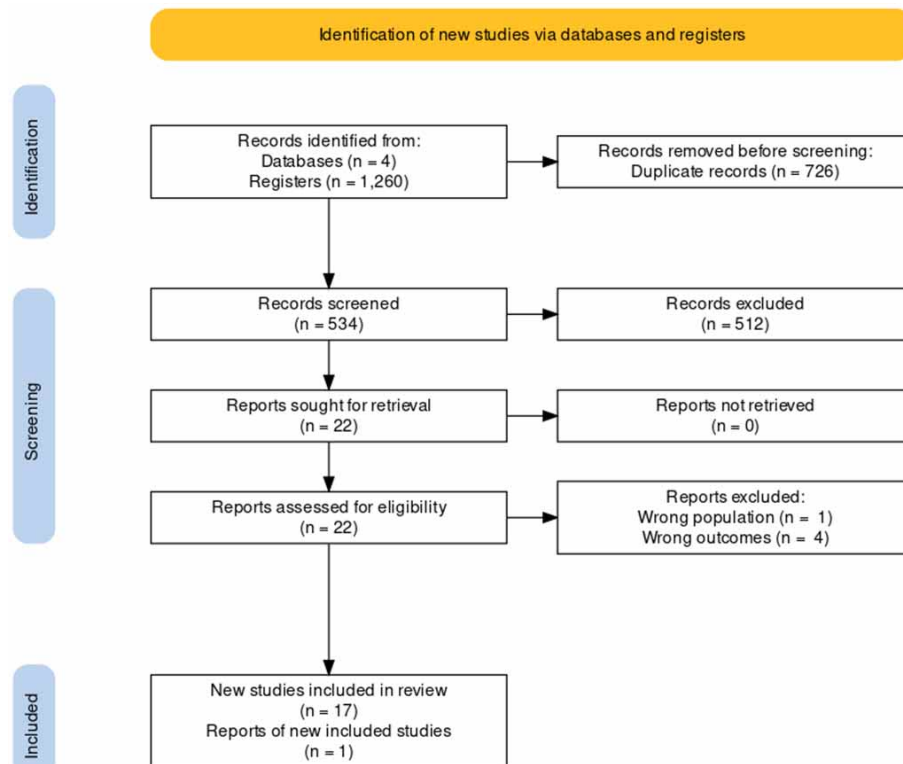 Identification of new studies via databases and registers
Identification
Records identified from:
Databases (n = 4)
Registers (n = 1,260)
Records removed before screening:
Duplicate records (n = 726)
Screening
Records screened
(n = 534)
Records excluded
(n = 512)
Reports sought for retrieval
(n = 22)
Reports not retrieved
(n = 0)
Reports assessed for eligibility
(n = 22)
Reports excluded:
Wrong population (n = 1)
Wrong outcomes (n = 4)
Included
New studies included in review
(n = 17)
Reports of new included studies
(n = 1)